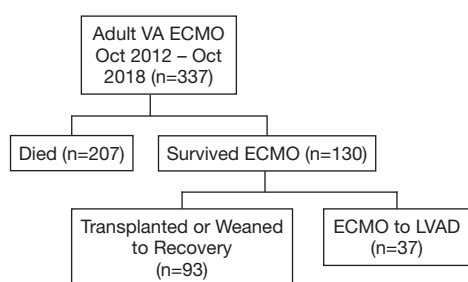 Adult VA ECMO
Oct 2012 – Oct
2018 (n=337)
Died (n=207)
Survived ECMO (n=130)
Transplanted or Weaned
to Recovery
(n=93)
ECMO to LVAD
(n=37)